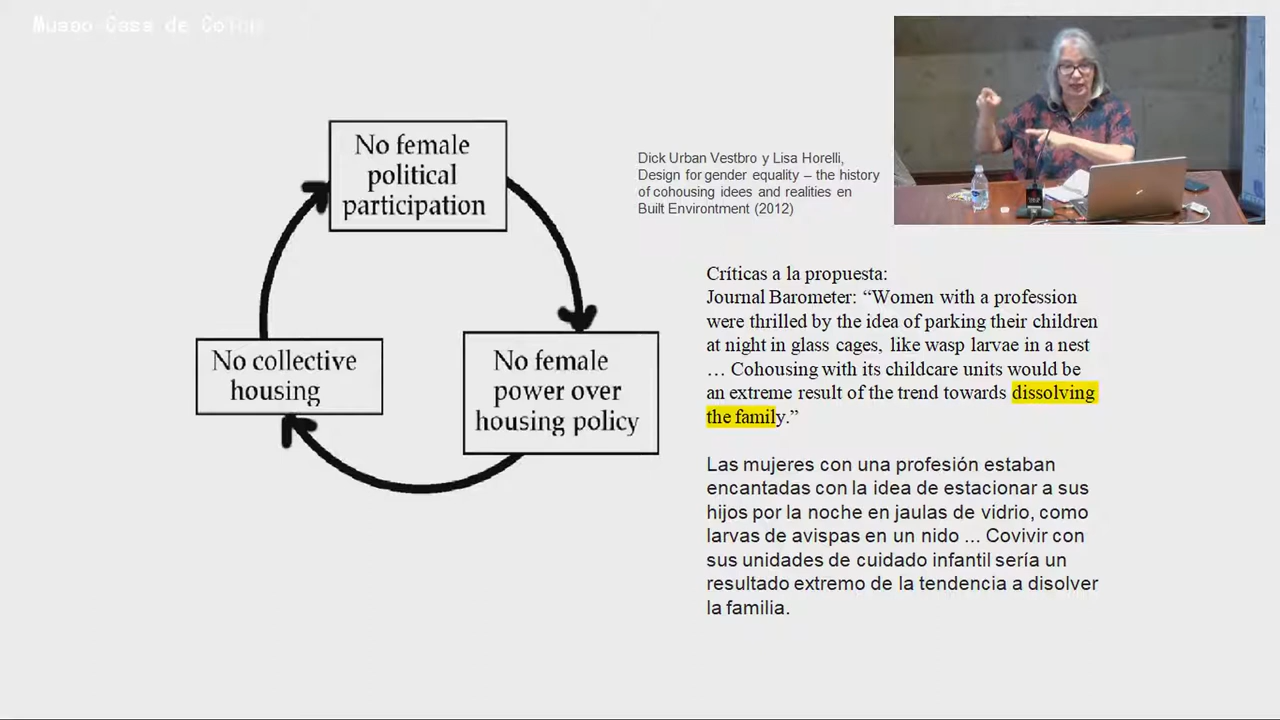 Museo Casa de Colon
No female
political
participation
No female
power over
housing policy
No collective
housing
Dick Urban Vestbro y Lisa Horelli,
Design for gender equality – the history
of cohousing idees and realities en
Built Environtment (2012)
Críticas a la propuesta:
Journal Barometer: “Women with a profession
were thrilled by the idea of parking their children
at night in glass cages, like wasp larvae in a nest
… Cohousing with its childcare units would be
an extreme result of the trend towards dissolving
the family.”
Las mujeres con una profesión estaban
encantadas con la idea de estacionar a sus
hijos por la noche en jaulas de vidrio, como
larvas de avispas en un nido ... Covivir con
sus unidades de cuidado infantil sería un
resultado extremo de la tendencia a disolver
la familia.